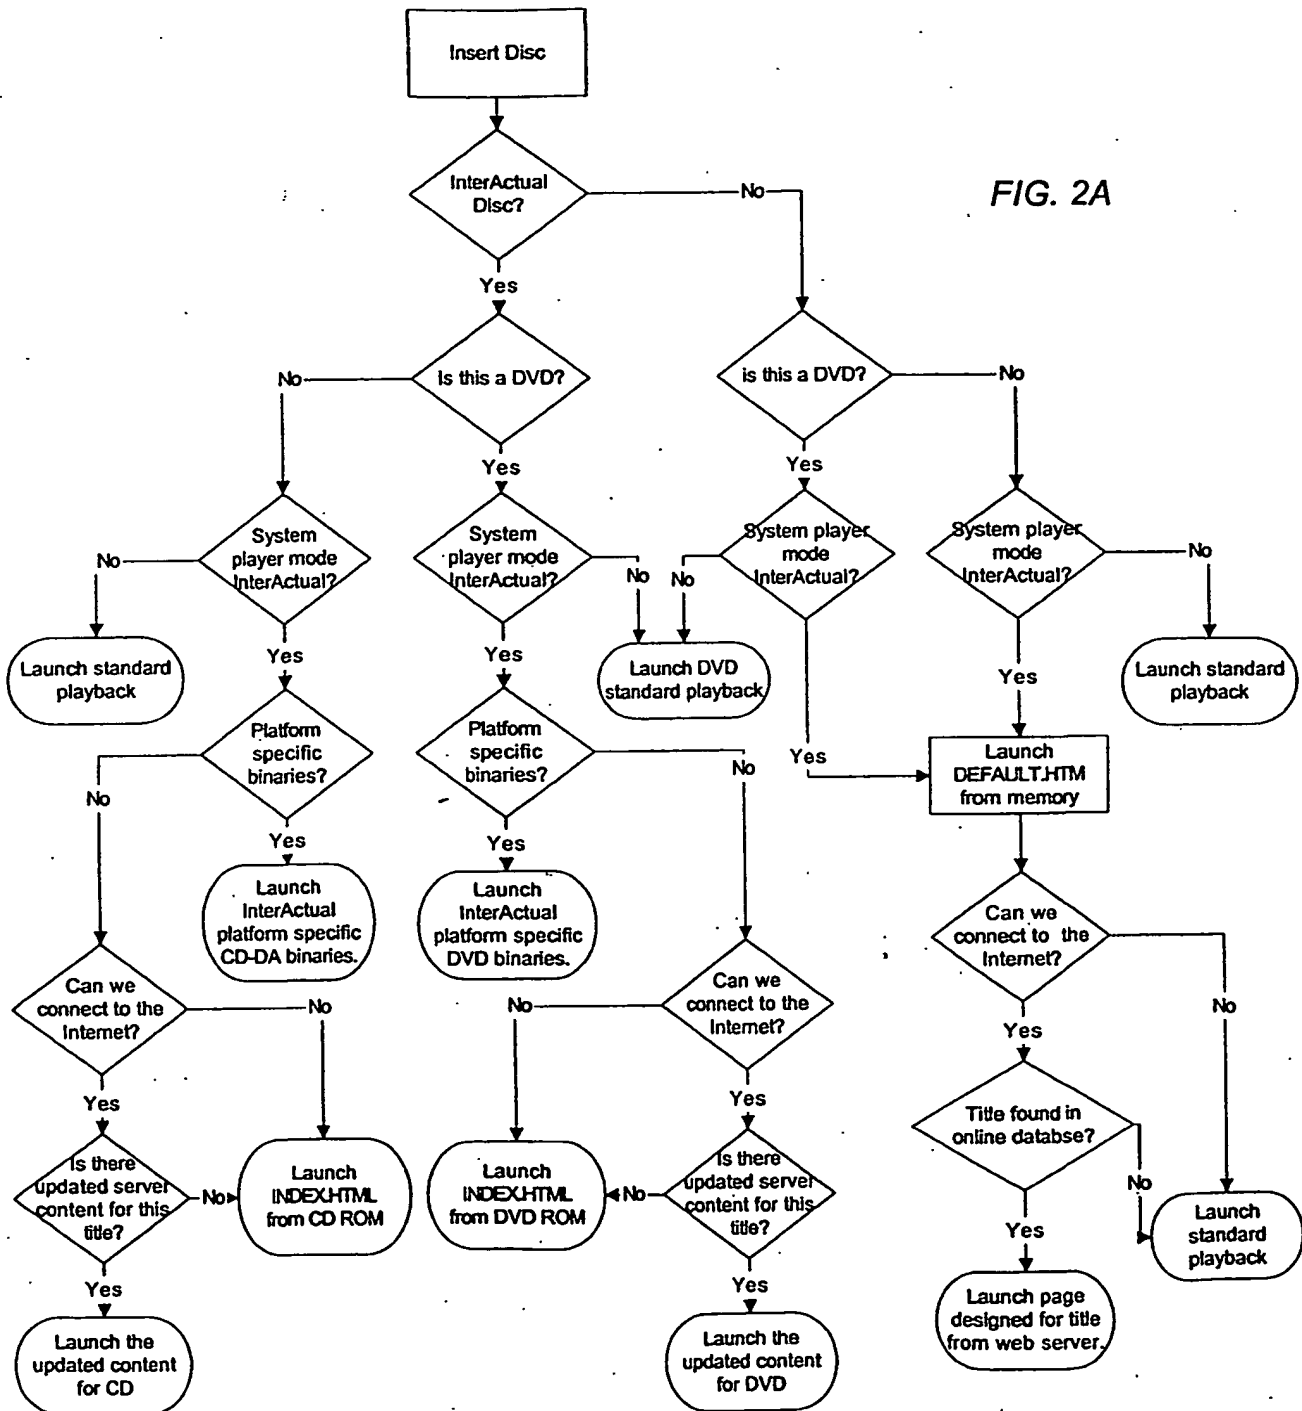 Insert Disc
FIG. 2A
InterActual
Disc?
No
Yes
Is this a DVD?
No
Yes
is this a DVD?
No
Yes
System
player mode
InterActual?
No
Yes
System
player mode
InterActual?
No
Yes
System player
mode
InterActual?
No
Yes
System player
mode
InterActual?
No
Yes
Launch standard
playback
Launch DVD
standard playback
Launch standard
playback
Platform
specific
binaries?
No
Yes
Platform
specific
binaries?
No
Yes
Launch
DEFAULT.HTM
from memory
Launch
InterActual
platform specific
CD-DA binaries.
Launch
InterActual
platform specific
DVD binaries.
Can we
connect to the
Internet?
No
Yes
Can we
connect to the
Internet?
No
Yes
Can we
connect to the
Internet?
No
Yes
Is there
updated server
content for this
title?
No
Yes
Launch
INDEX.HTML
from CD ROM
Launch
INDEX.HTML
from DVD ROM
Is there
updated server
content for this
title?
No
Yes
Title found in
online databse?
No
Yes
Launch
standard
playback
Launch the
updated content
for CD
Launch the
updated content
for DVD
Launch page
designed for title
from web server.